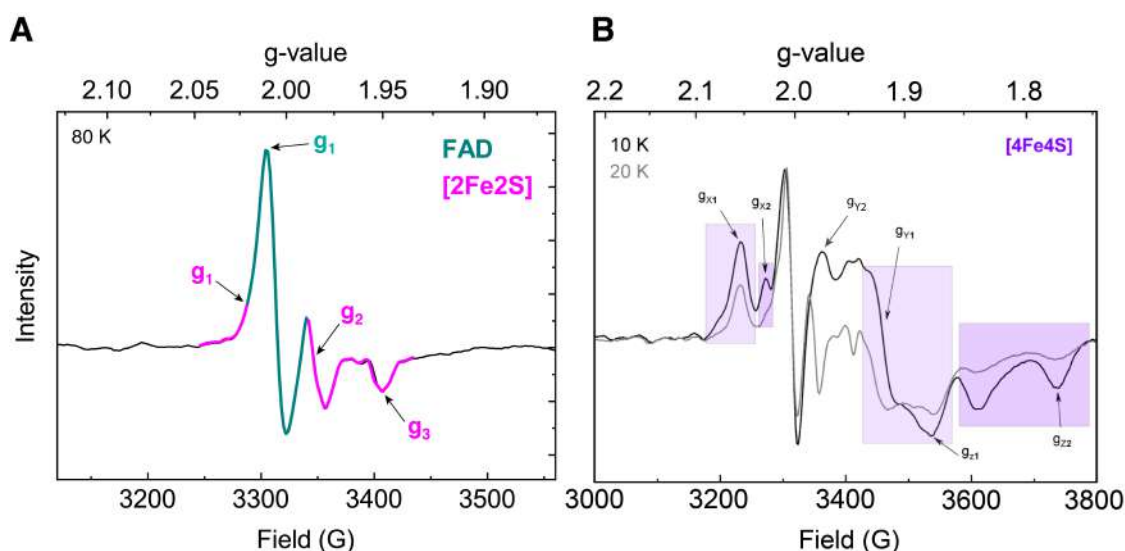 A
g-value
2.10 2.05 2.00 1.95 1.90
80 K
g1
FAD
[2Fe2S]
g1
g2
g3
Intensity
3200 3300 3400 3500
Field (G)
B
g-value
2.2 2.1 2.0 1.9 1.8
10 K
20 K
[4Fe4S]
gX1
gX2
gY2
gY1
gz1
gZ2
3000 3200 3400 3600 3800
Field (G)